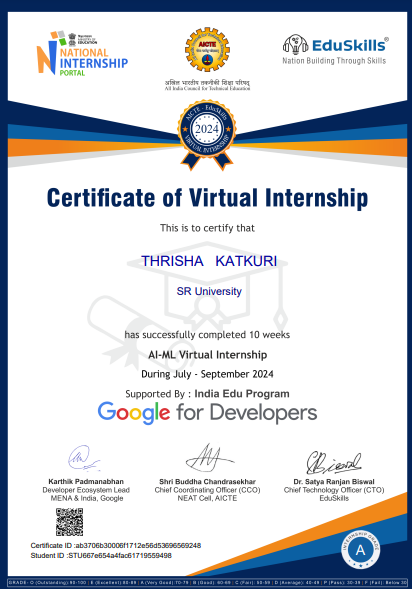 NATIONAL
INTERNSHIP
PORTAL
MINISTRY OF
EDUCATION
AICTE
अखिल भारतीय तकनीकी शिक्षा परिषद्
All India Council for Technical Education
EduSkills®
Nation Building Through Skills
AICTE - EduSkills
2024
VIRTUAL INTERNSHIP
Certificate of Virtual Internship
This is to certify that
THRISHA KATKURI
SR University
has successfully completed 10 weeks
AI-ML Virtual Internship
During July - September 2024
Supported By : India Edu Program
Google for Developers
Karthik Padmanabhan
Developer Ecosystem Lead
MENA & India, Google
Shri Buddha Chandrasekhar
Chief Coordinating Officer (CCO)
NEAT Cell, AICTE
Dr. Satya Ranjan Biswal
Chief Technology Officer (CTO)
EduSkills
Certificate ID :ab3706b30006f1712e56d53696569248
Student ID :STU667e654a4fac61719559498
INTERNSHIP GRADE
A
GRADE- O (Outstanding) 90-100 | E (Excellent) 80-89 | A (Very Good) 70-79 | B (Good) 60-69 | C (Fair) 50-59 | D (Average) 40-49 | P (Pass) 30-39 | F (Fail) Below 30